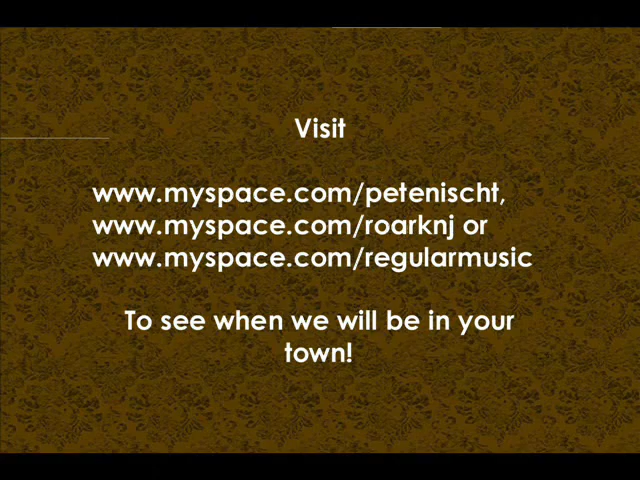 Visit
www.myspace.com/petenischt,
www.myspace.com/roarknj or
www.myspace.com/regularmusic
To see when we will be in your
town!